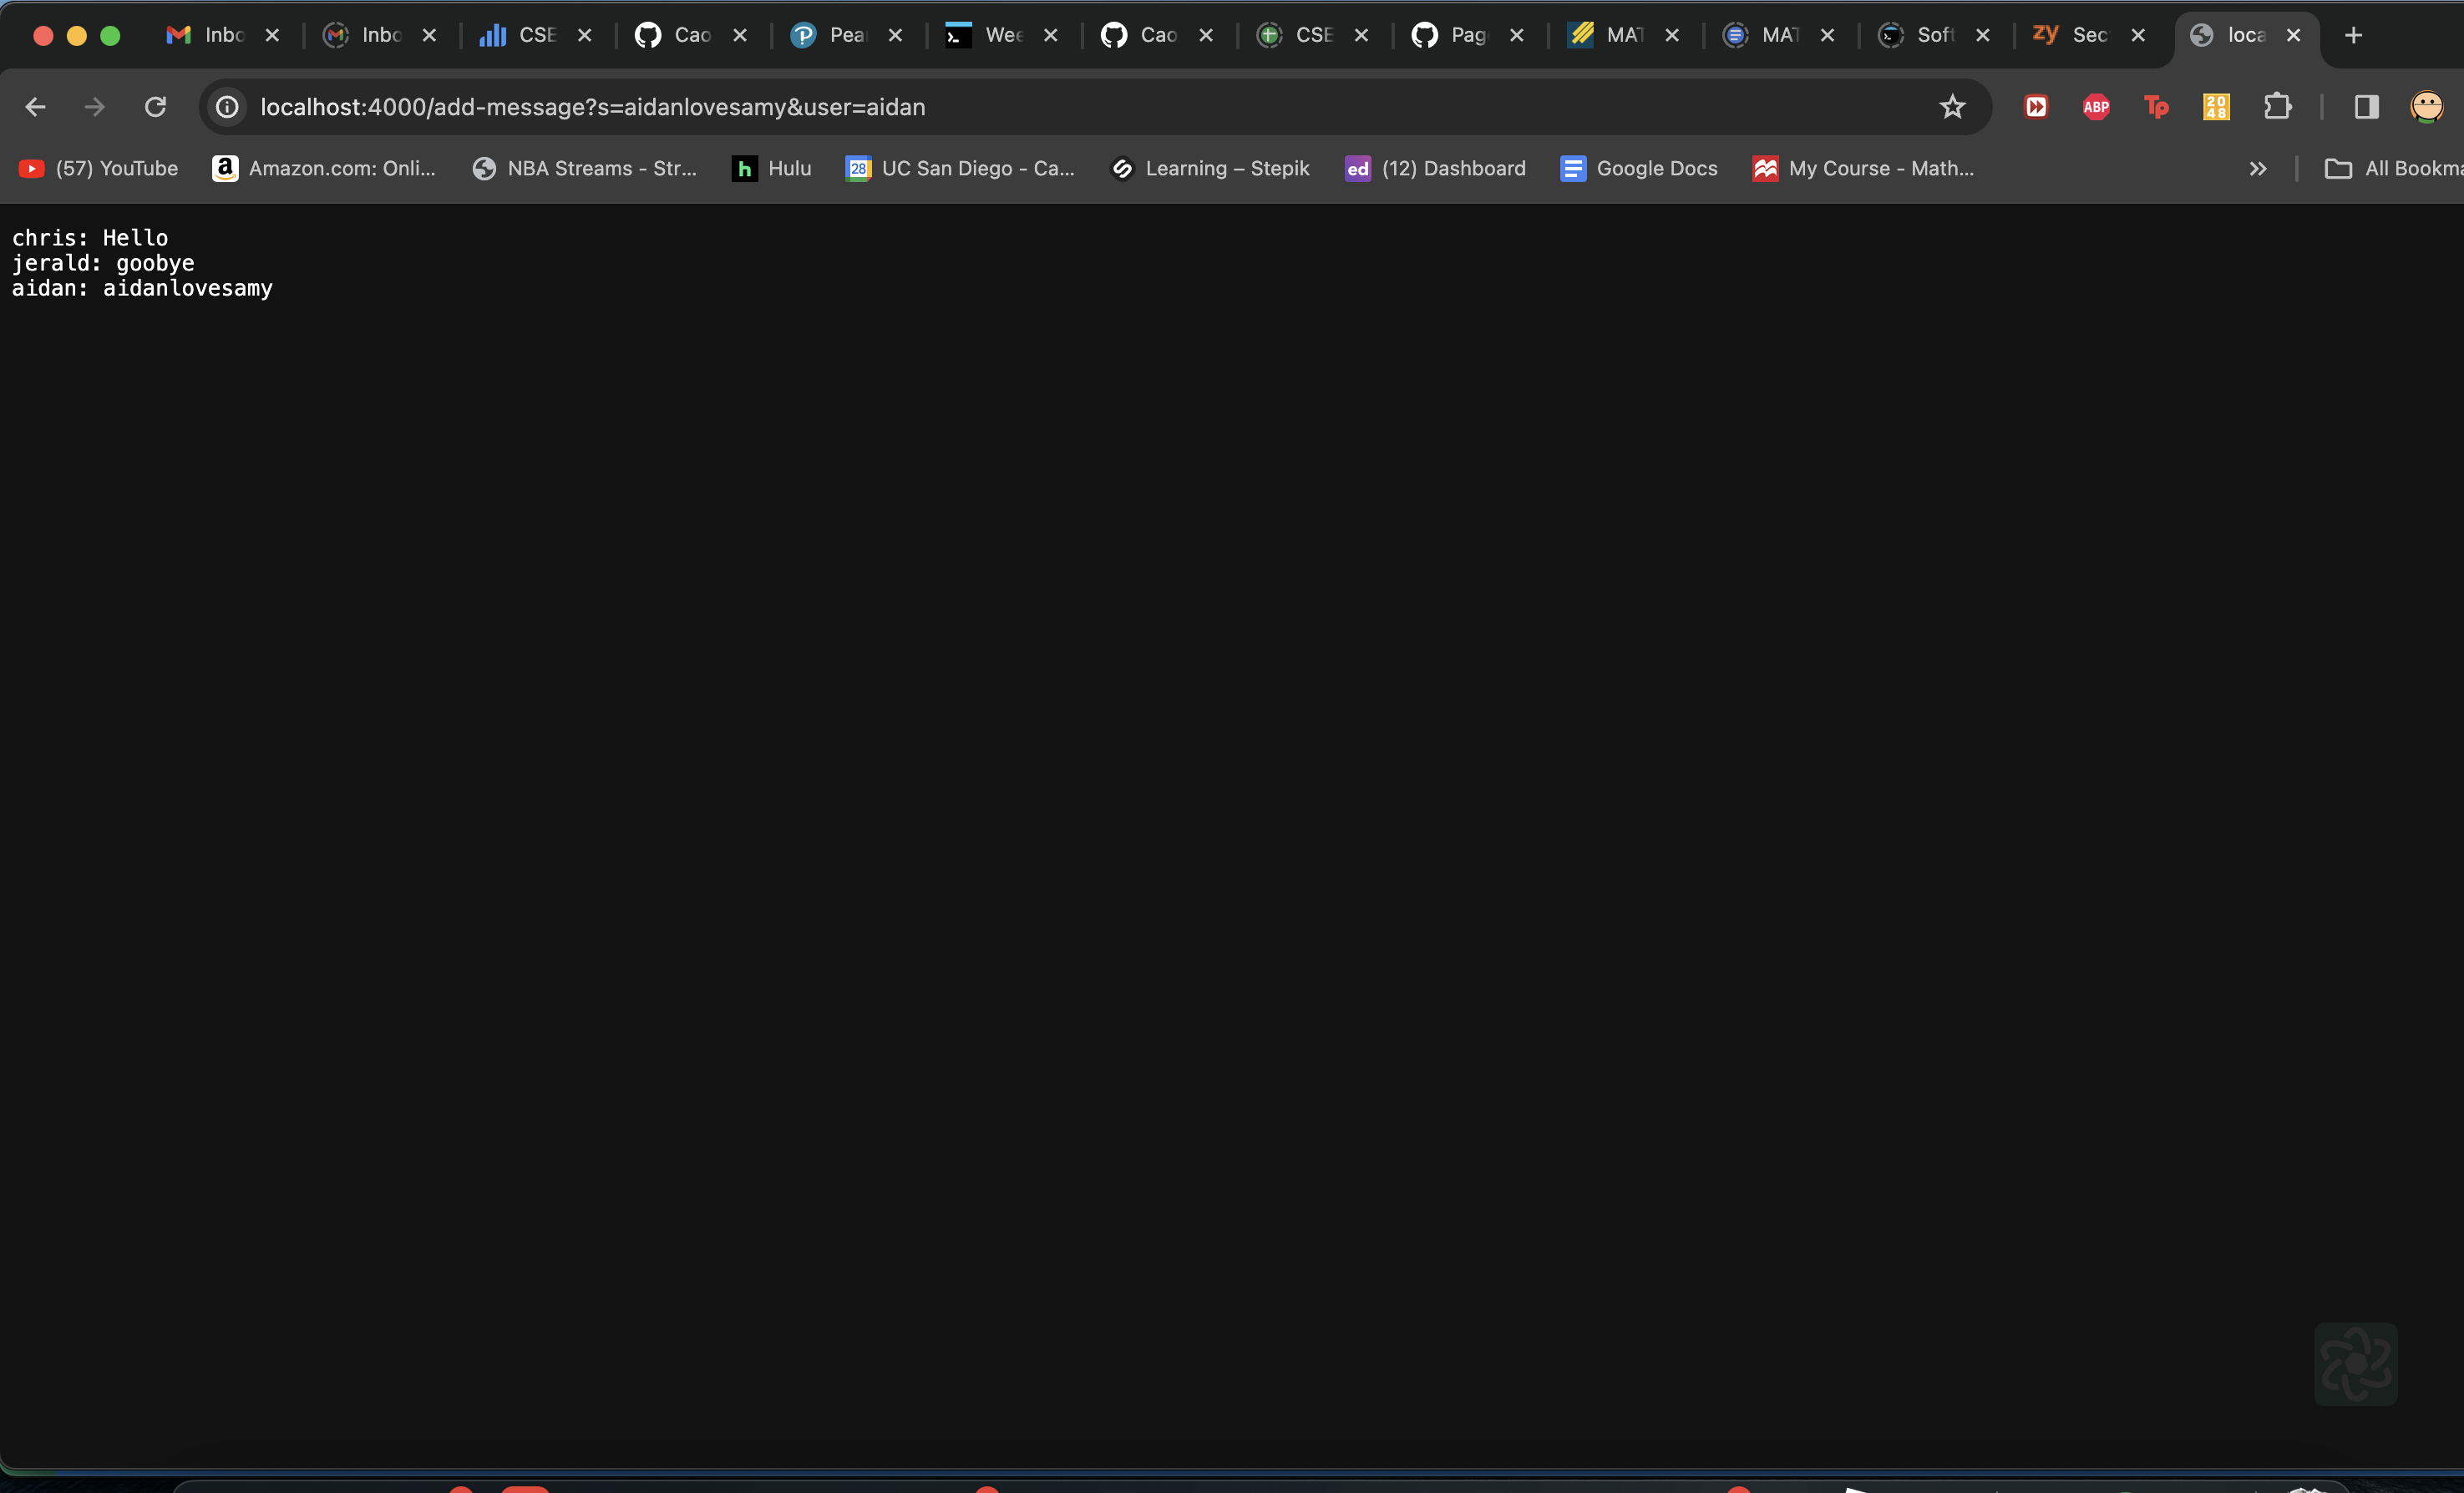 Inbo Inbo CSE Cao Pea Wee Cao CSE Pag MAT MAT Soft zy Sec loca
localhost:4000/add-message?s=aidanlovesamy&user=aidan ABP Tp 20 48
(57) YouTube a Amazon.com: Onli... NBA Streams - Str... h Hulu 28 UC San Diego - Ca... Learning – Stepik ed (12) Dashboard Google Docs My Course - Math... All Bookma
chris: Hello
jerald: goobye
aidan: aidanlovesamy